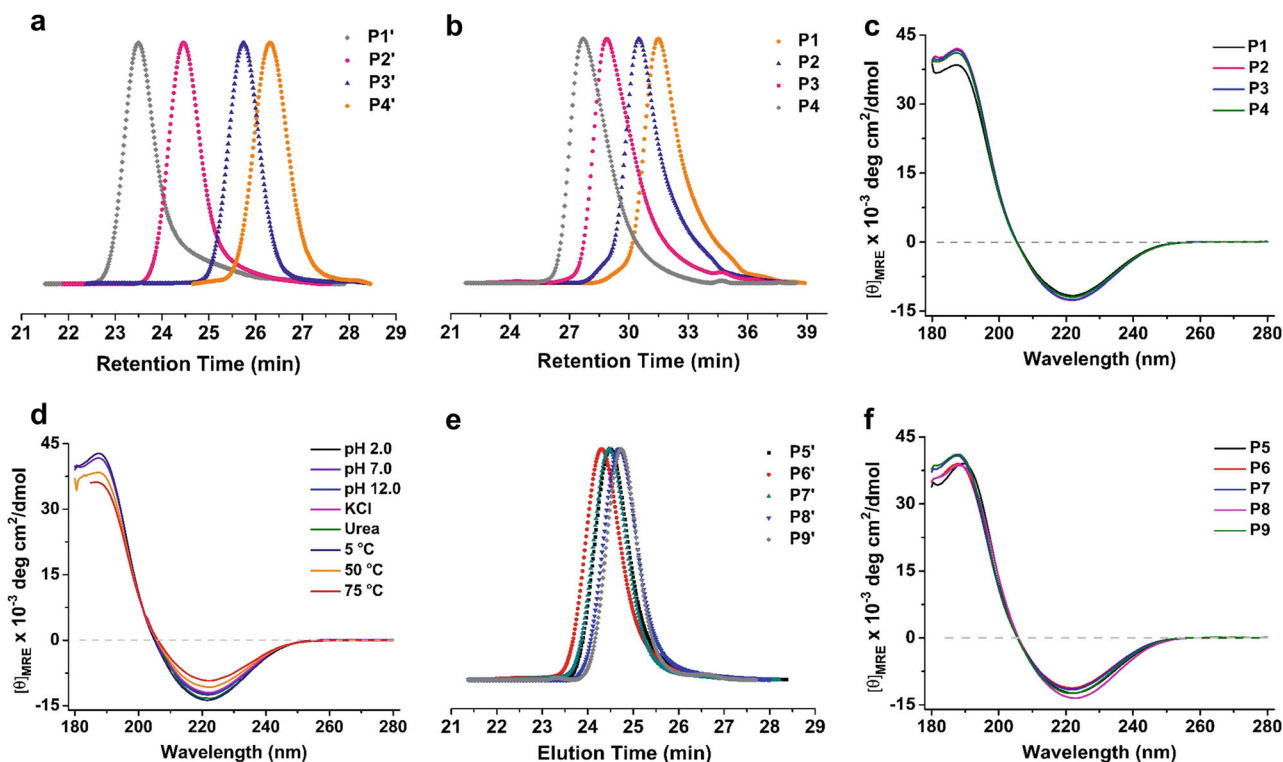 a
P1'
P2'
P3'
P4'
21 22 23 24 25 26 27 28 29
Retention Time (min)
b
P1
P2
P3
P4
21 24 27 30 33 36 39
Retention Time (min)
c
[θ]MRE x 10-3 deg cm2/dmol
45
30
15
0
-15
P1
P2
P3
P4
180 200 220 240 260 280
Wavelength (nm)
d
[θ]MRE x 10-3 deg cm2/dmol
45
30
15
0
-15
pH 2.0
pH 7.0
pH 12.0
KCl
Urea
5 °C
50 °C
75 °C
180 200 220 240 260 280
Wavelength (nm)
e
P5'
P6'
P7'
P8'
P9'
21 22 23 24 25 26 27 28 29
Elution Time (min)
f
[θ]MRE x 10-3 deg cm2/dmol
45
30
15
0
-15
P5
P6
P7
P8
P9
180 200 220 240 260 280
Wavelength (nm)